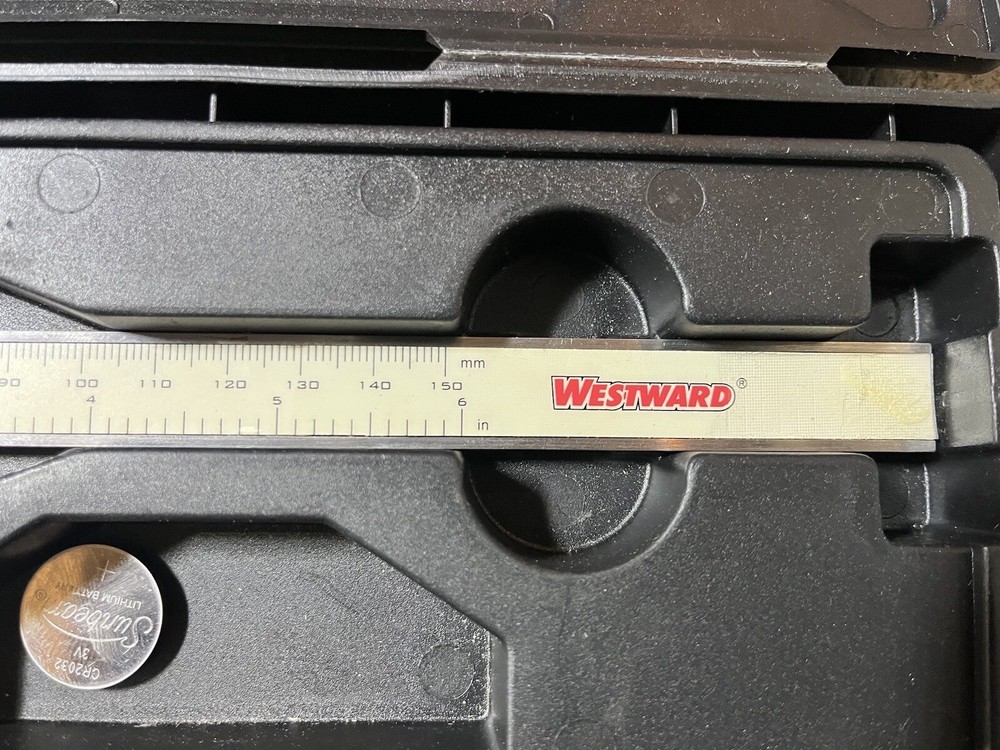 mm
90 100 110 120 130 140 150
WESTWARD®
4 5 6
in
LITHIUM BATTERY
Sunbeam®
3V
CR2032